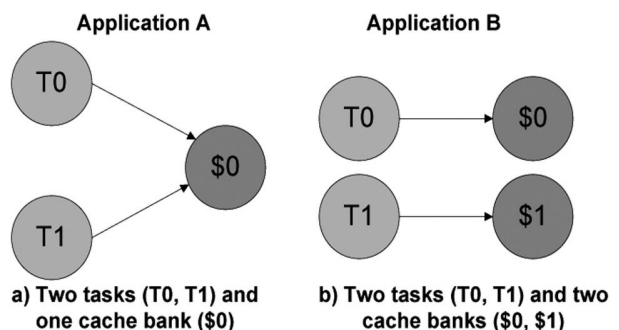 Application A
T0
$0
T1
a) Two tasks (T0, T1) and
one cache bank ($0)
Application B
T0
$0
T1
$1
b) Two tasks (T0, T1) and two
cache banks ($0, $1)